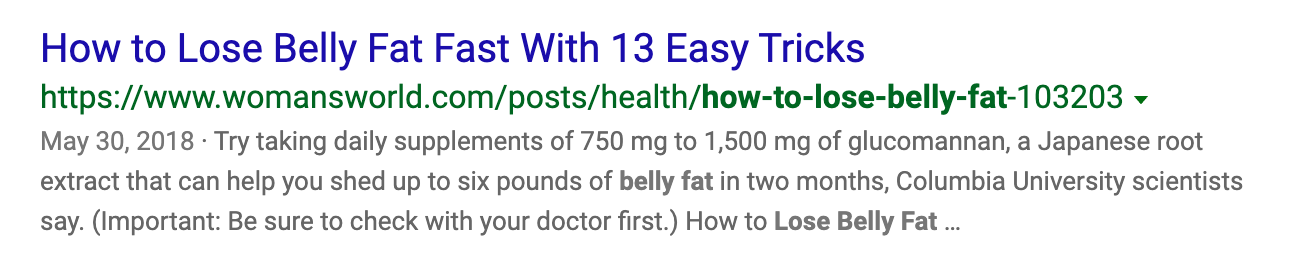 How to Lose Belly Fat Fast With 13 Easy Tricks
https://www.womansworld.com/posts/health/how-to-lose-belly-fat-103203
May 30, 2018 · Try taking daily supplements of 750 mg to 1,500 mg of glucomannan, a Japanese root
extract that can help you shed up to six pounds of belly fat in two months, Columbia University scientists
say. (Important: Be sure to check with your doctor first.) How to Lose Belly Fat ...